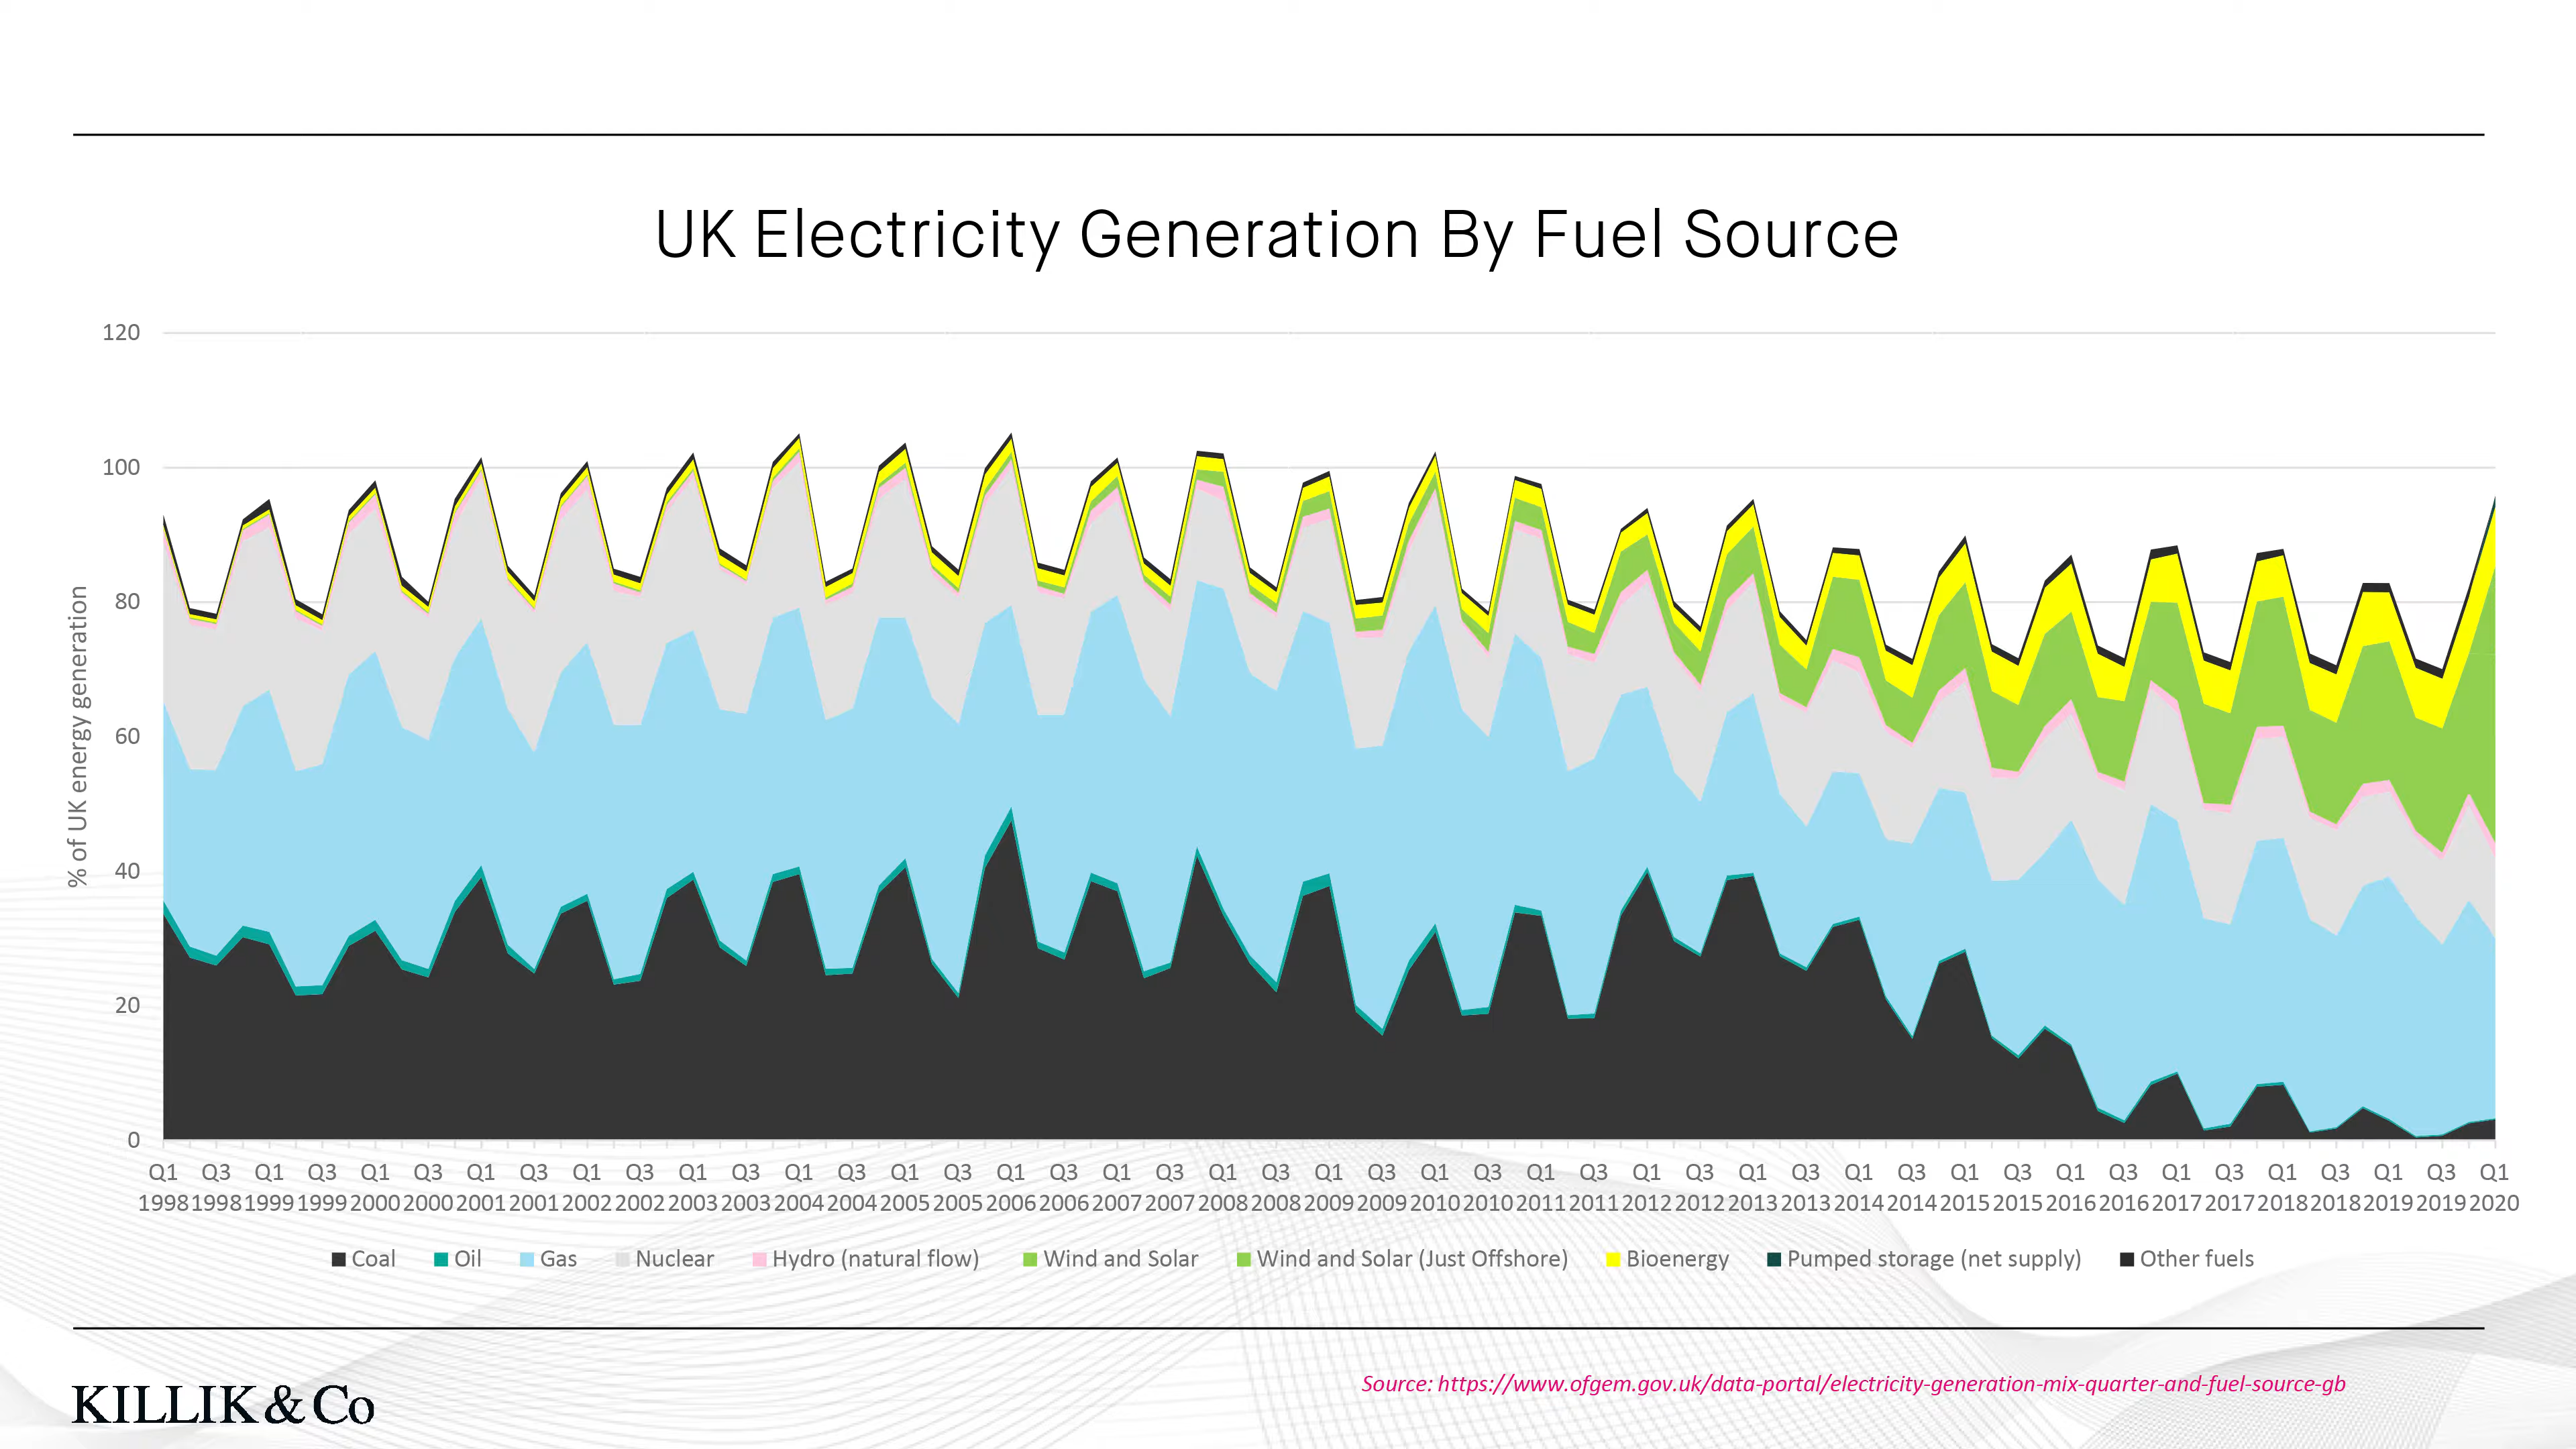 UK Electricity Generation By Fuel Source
120
100
80
60
40
20
0
% of UK energy generation
Q1 Q3 Q1 Q3 Q1 Q3 Q1 Q3 Q1 Q3 Q1 Q3 Q1 Q3 Q1 Q3 Q1 Q3 Q1 Q3 Q1 Q3 Q1 Q3 Q1 Q3 Q1 Q3 Q1 Q3 Q1 Q3 Q1 Q3 Q1 Q3 Q1 Q3 Q1 Q3 Q1 Q3 Q1 Q3 Q1
1998 1998 1999 1999 2000 2000 2001 2001 2002 2002 2003 2003 2004 2004 2005 2005 2006 2006 2007 2007 2008 2008 2009 2009 2010 2010 2011 2011 2012 2012 2013 2013 2014 2014 2015 2015 2016 2016 2017 2017 2018 2018 2019 2019 2020
Coal Oil Gas Nuclear Hydro (natural flow) Wind and Solar Wind and Solar (Just Offshore) Bioenergy Pumped storage (net supply) Other fuels
Source: https://www.ofgem.gov.uk/data-portal/electricity-generation-mix-quarter-and-fuel-source-gb
KILLIK & Co